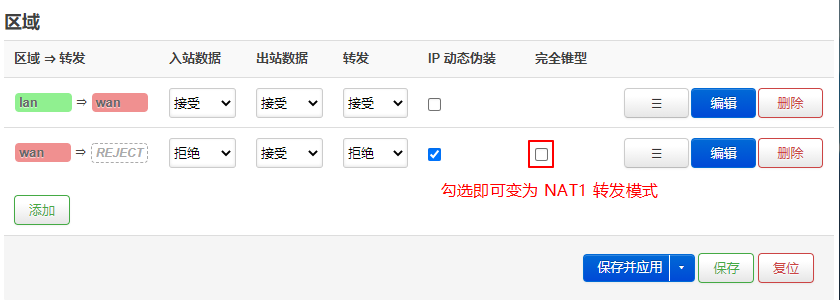 区域
区域 ⇒ 转发 入站数据 出站数据 转发 IP 动态伪装 完全锥型
lan ⇒ wan 接受 接受 接受 ☰ 编辑 删除
wan ⇒ REJECT 拒绝 接受 拒绝 ☰ 编辑 删除
勾选即可变为 NAT1 转发模式
添加
保存并应用 保存 复位